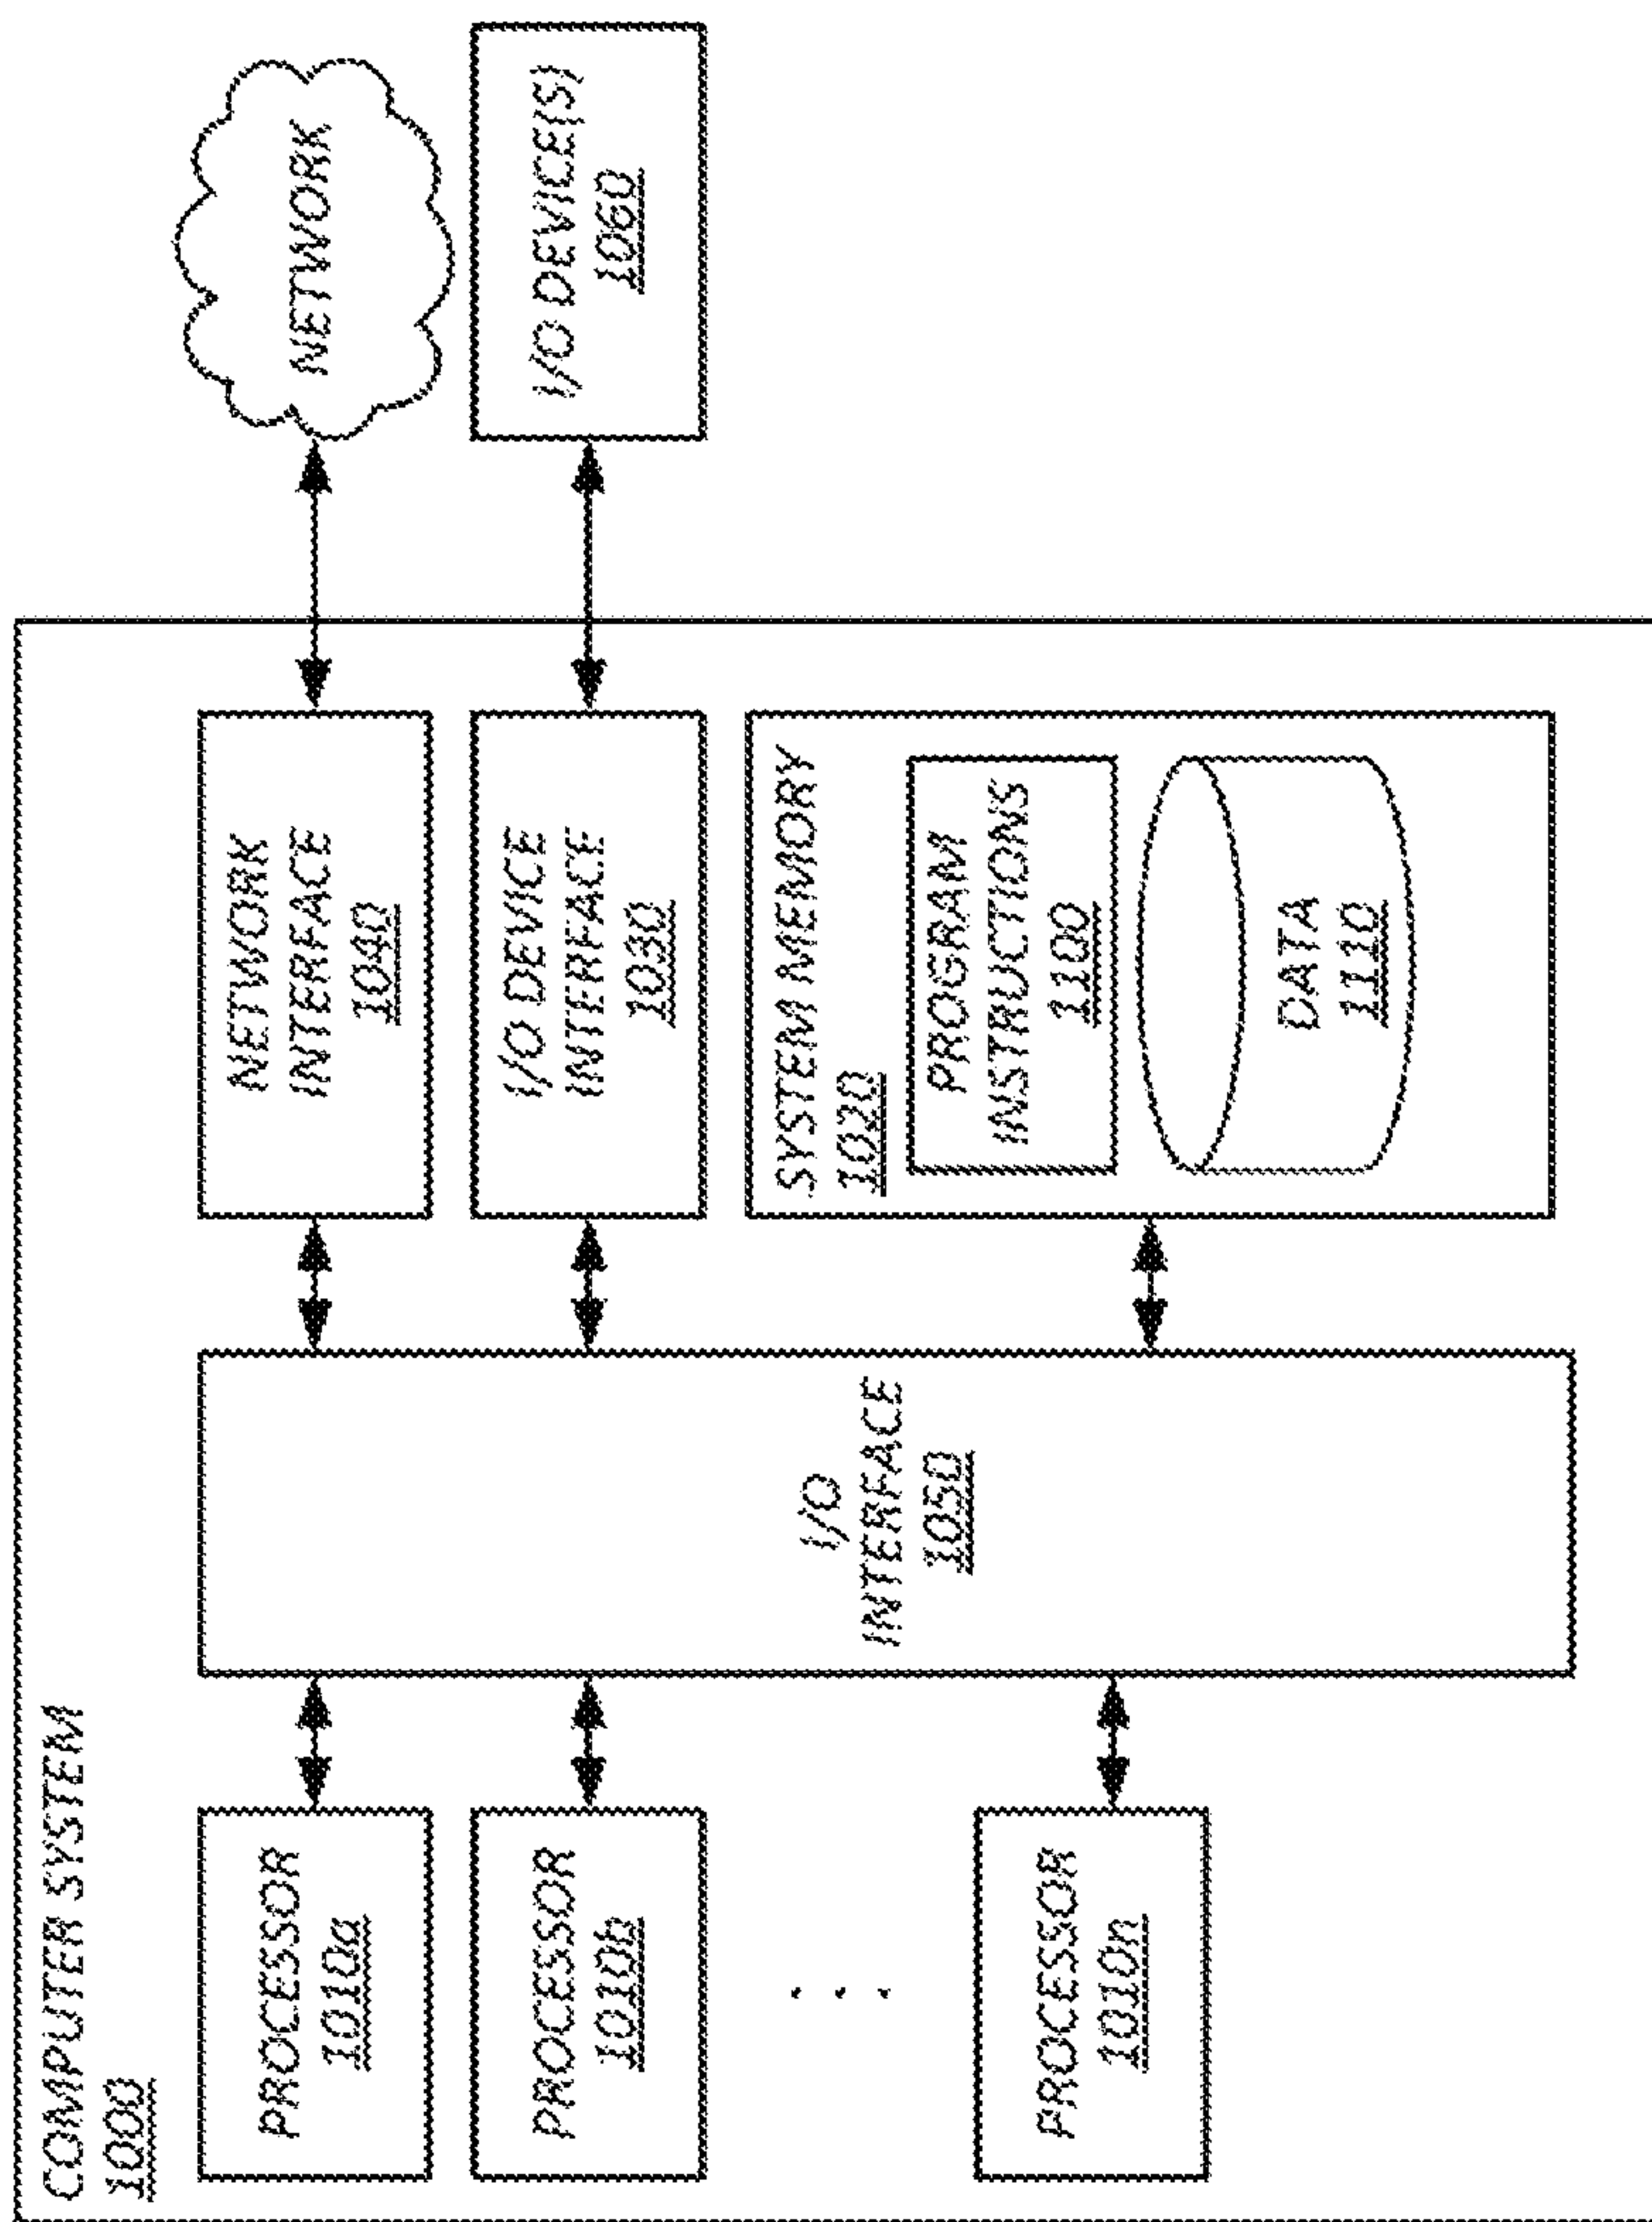 COMPUTER SYSTEM
1000
PROCESSOR
1010a
PROCESSOR
1010b
. . .
PROCESSOR
1010n
I/O
INTERFACE
1050
NETWORK
INTERFACE
1040
I/O DEVICE
INTERFACE
1030
SYSTEM MEMORY
1020
PROGRAM
INSTRUCTIONS
1100
DATA
1110
NETWORK
I/O DEVICE(S)
1060